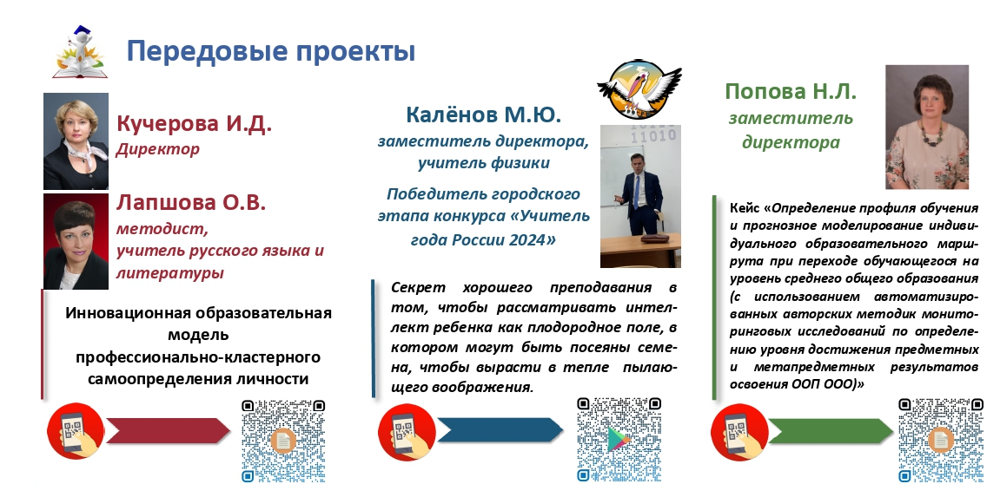 Передовые проекты
Кучерова И.Д.
Директор
Лапшова О.В.
методист,
учитель русского языка и
литературы
Инновационная образовательная
модель
профессионально-кластерного
самоопределения личности
Калёнов М.Ю.
заместитель директора,
учитель физики
Победитель городского
этапа конкурса «Учитель
года России 2024»
11010
Секрет хорошего преподавания в
том, чтобы рассматривать интел-
лект ребенка как плодородное поле, в
котором могут быть посеяны семе-
на, чтобы вырасти в тепле пылаю-
щего воображения.
Попова Н.Л.
заместитель
директора
Кейс «Определение профиля обучения
и прогнозное моделирование индиви-
дуального образовательного марш-
рута при переходе обучающегося на
уровень среднего общего образования
(с использованием автоматизиро-
ванных авторских методик монито-
ринговых исследований по определе-
нию уровня достижения предметных
и метапредметных результатов
освоения ООП ООО)»